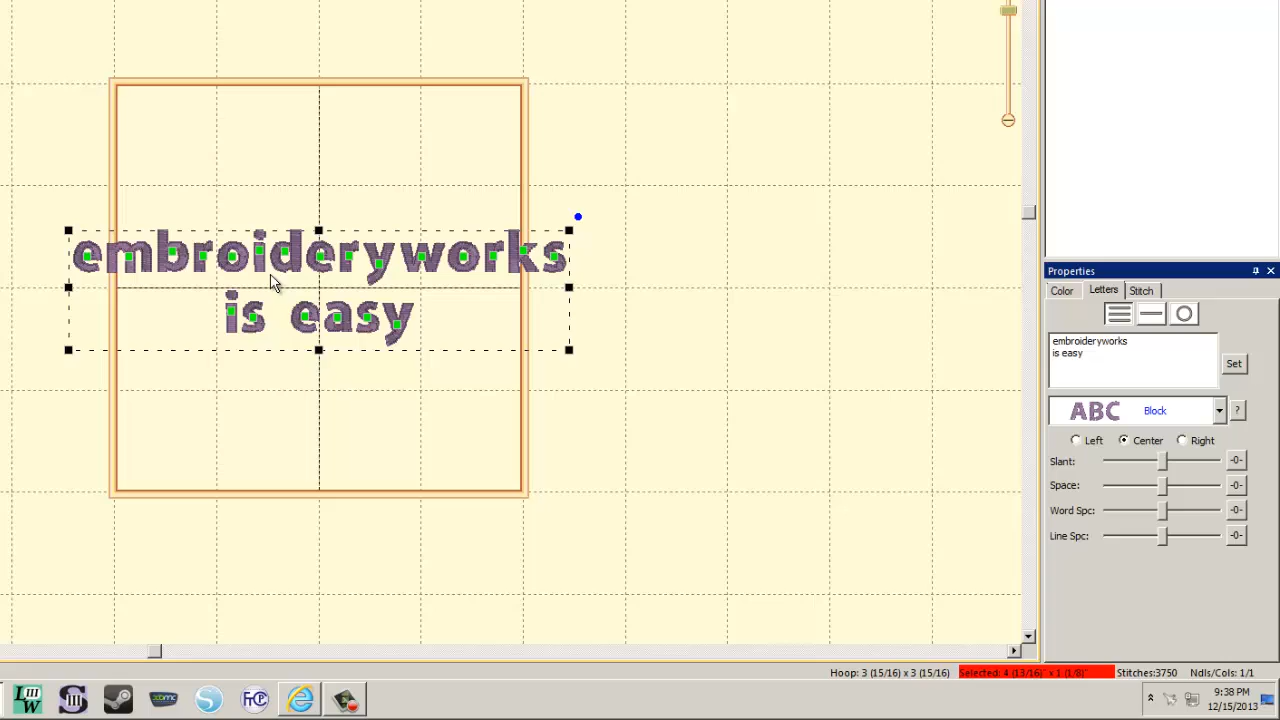 embroideryworks
is easy
Properties
Color Letters Stitch
embroideryworks
is easy
Set
ABC Block ?
Left Center Right
Slant: -0-
Space: -0-
Word Spc: -0-
Line Spc: -0-
Hoop: 3 (15/16) x 3 (15/16) Selected: 4 (13/16)" x 1 (1/8)" Stitches:3750 Ndls/Cols: 1/1
9:38 PM
12/15/2013